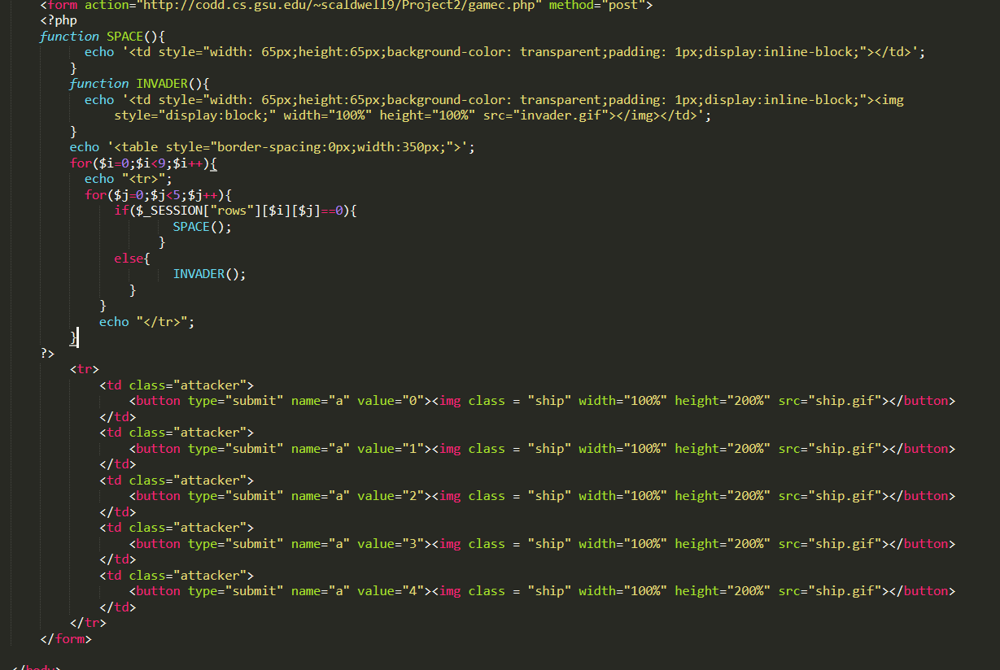 <form action="http://codd.cs.gsu.edu/~scaldwell9/Project2/gamec.php" method="post">
<?php
function SPACE(){
echo '<td style="width: 65px;height:65px;background-color: transparent;padding: 1px;display:inline-block;"></td>';
}
function INVADER(){
echo '<td style="width: 65px;height:65px;background-color: transparent;padding: 1px;display:inline-block;"><img
style="display:block;" width="100%" height="100%" src="invader.gif"></img></td>';
}
echo '<table style="border-spacing:0px;width:350px;">';
for($i=0;$i<9;$i++){
echo "<tr>";
for($j=0;$j<5;$j++){
if($_SESSION["rows"][$i][$j]==0){
SPACE();
}
else{
INVADER();
}
}
echo "</tr>";
}
?>
<tr>
<td class="attacker">
<button type="submit" name="a" value="0"><img class = "ship" width="100%" height="200%" src="ship.gif"></button>
</td>
<td class="attacker">
<button type="submit" name="a" value="1"><img class = "ship" width="100%" height="200%" src="ship.gif"></button>
</td>
<td class="attacker">
<button type="submit" name="a" value="2"><img class = "ship" width="100%" height="200%" src="ship.gif"></button>
</td>
<td class="attacker">
<button type="submit" name="a" value="3"><img class = "ship" width="100%" height="200%" src="ship.gif"></button>
</td>
<td class="attacker">
<button type="submit" name="a" value="4"><img class = "ship" width="100%" height="200%" src="ship.gif"></button>
</td>
</tr>
</form>
</body>